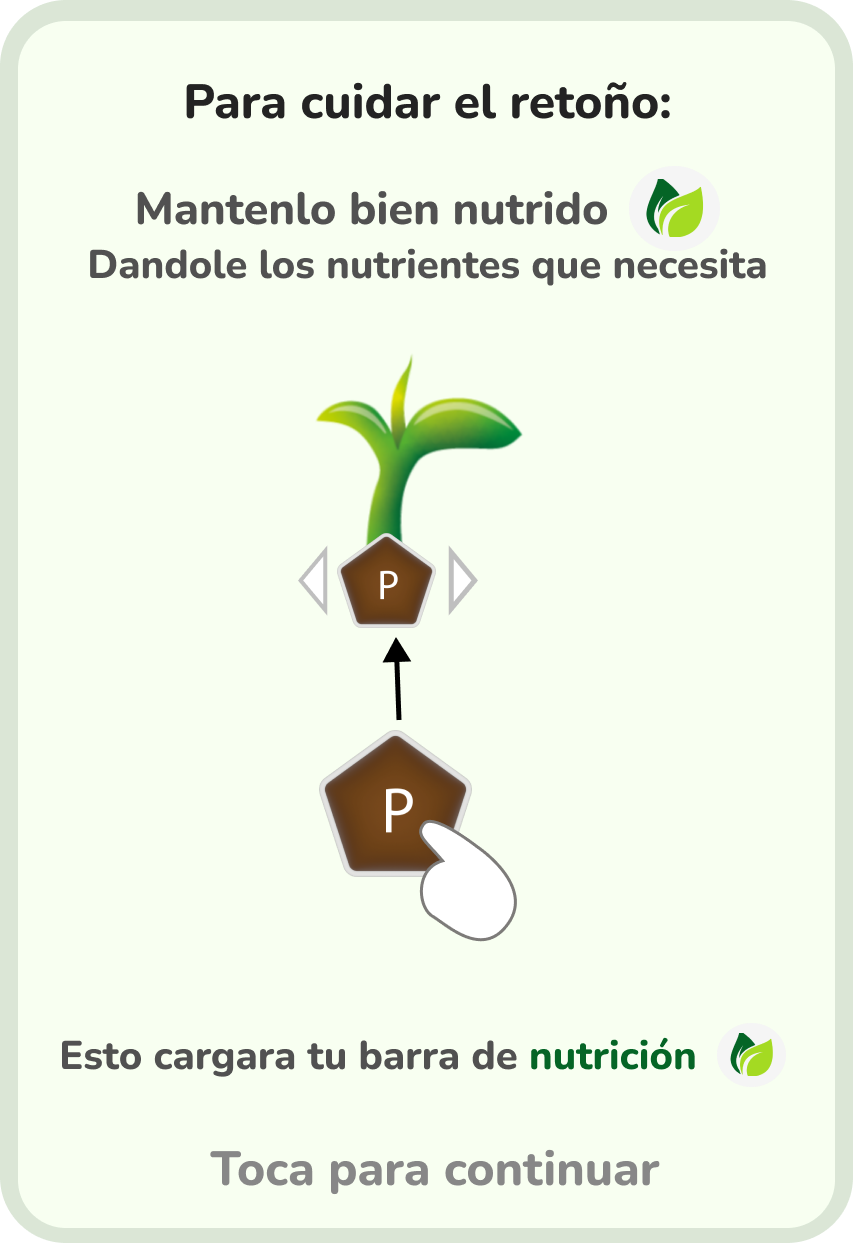 Para cuidar el retoño:
Mantenlo bien nutrido
Dandole los nutrientes que necesita
P
P
Esto cargara tu barra de nutrición
Toca para continuar